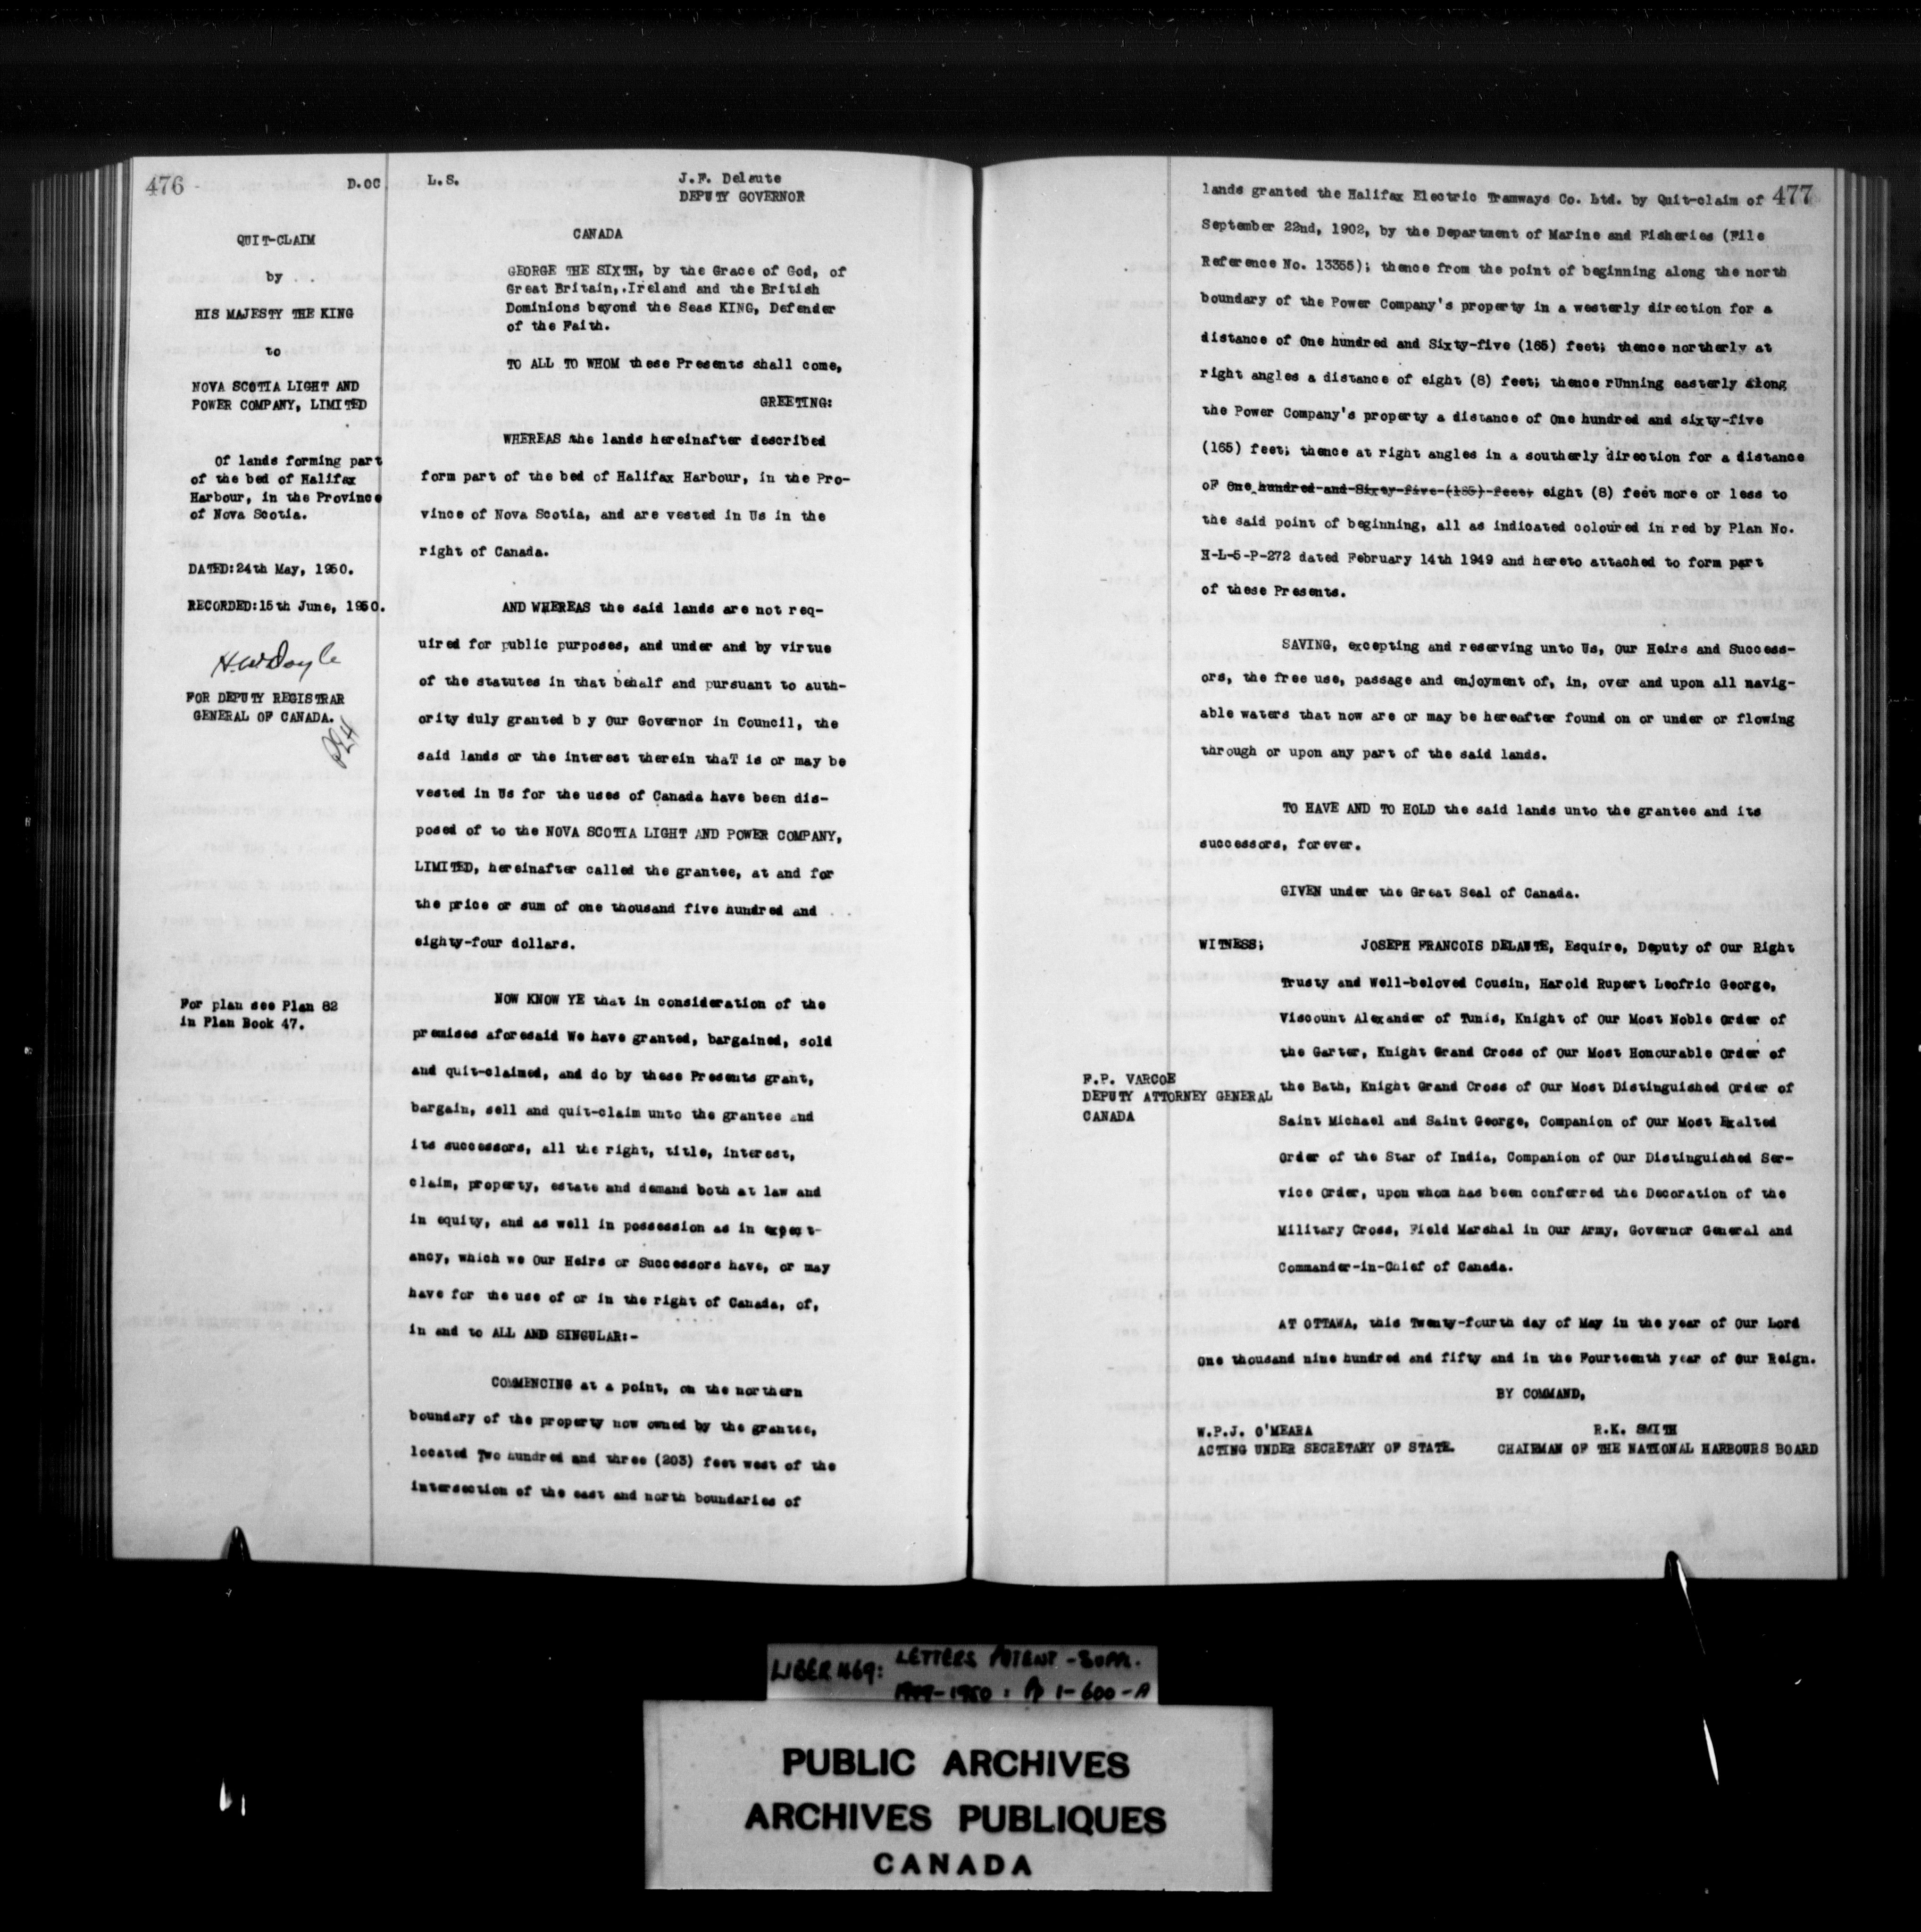 476
D.OC
QUIT-CLAIM
by
HIS MAJESTY THE KING
to
NOVA SCOTIA LIGHT AND
POWER COMPANY, LIMITED
Of lands forming part
of the bed of Halifax
Harbour, in the Province
of Nova Scotia.
DATED:24th May, 1950.
RECORDED:15th June, 1950.
H.W.Doyle
FOR DEPUTY REGISTRAR
GENERAL OF CANADA.
For plan see Plan 82
in Plan Book 47.
L.S.
J.F. Delaute
DEPUTY GOVERNOR
CANADA
GEORGE THE SIXTH, by the Grace of God, of
Great Britain,.Ireland and the British
Dominions beyond the Seas KING, Defender
of the Faith.
TO ALL TO WHOM these Presents shall come,
GREETING:
WHEREAS the lands hereinafter described
form part of the bed of Halifax Harbour, in the Pro-
vince of Nova Scotia, and are vested in Us in the
right of Canada.
AND WHEREAS the said lands are not req-
uired for public purposes, and under and by virtue
of the statutes in that behalf and pursuant to auth-
ority duly granted by Our Governor in Council, the
said lands or the interest therein thaT is or may be
vested in Us for the uses of Canada have been dis-
posed of to the NOVA SCOTIA LIGHT AND POWER COMPANY,
LIMITED, hereinafter called the grantee, at and for
the price or sum of one thousand five hundred and
eighty-four dollars.
NOW KNOW YE that in consideration of the
premises aforesaid We have granted, bargained, sold
and quit-claimed, and do by these Presents grant,
bargain, sell and quit-claim unto the grantee and
its successors, all the right, title, interest,
claim, property, estate and demand both at law and
in equity, and as well in possession as in expect-
ancy, which we Our Heirs or Successors have, or may
have for the use of or in the right of Canada, of,
in and to ALL AND SINGULAR:-
COMMENCING at a point, on the northern
boundary of the property now owned by the grantee,
located Two hundred and three (203) feet west of the
intersection of the east and north boundaries of
477
lands granted the Halifax Electric Tramways Co. Ltd. by Quit-claim of
September 22nd, 1902, by the Department of Marine and Fisheries (File
Reference No. 13355); thence from the point of beginning along the north
boundary of the Power Company's property in a westerly direction for a
distance of One hundred and Sixty-five (165) feet; thence northerly at
right angles a distance of eight (8) feet; thence rUnning easterly along
the Power Company's property a distance of One hundred and sixty-five
(165) feet; thence at right angles in a southerly direction for a distance
oF One hundred and Sixty-five (165) feet; eight (8) feet more or less to
the said point of beginning, all as indicated coloured in red by Plan No.
H-L-5-P-272 dated February 14th 1949 and hereto attached to form part
of these Presents.
SAVING, excepting and reserving unto Us, Our Heirs and Success-
ors, the free use, passage and enjoyment of, in, over and upon all navig-
able waters that now are or may be hereafter found on or under or flowing
through or upon any part of the said lands.
TO HAVE AND TO HOLD the said lands unto the grantee and its
successors, forever.
GIVEN under the Great Seal of Canada.
WITNESS; JOSEPH FRANCOIS DELAUTE, Esquire, Deputy of Our Right
Trusty and Well-beloved Cousin, Harold Rupert Leofric George,
Viscount Alexander of Tunis, Knight of Our Most Noble Order of
the Garter, Knight Grand Cross of Our Most Honourable Order of
the Bath, Knight Grand Cross of Our Most Distinguished Order of
Saint Michael and Saint George, Companion of Our Most Exalted
Order of the Star of India, Companion of Our Distinguished Ser-
vice Order, upon whom has been conferred the Decoration of the
Military Cross, Field Marshal in Our Army, Governor General and
Commander-in-Chief of Canada.
F.P. VARCOE
DEPUTY ATTORNEY GENERAL
CANADA
AT OTTAWA, this Twenty-fourth day of May in the year of Our Lord
One thousand nine hundred and fifty and in the Fourteenth year of Our Reign.
BY COMMAND,
W.P.J. O'MEARA
ACTING UNDER SECRETARY OF STATE.
R.K. SMITH
CHAIRMAN OF THE NATIONAL HARBOURS BOARD
LIBER 469: LETTERS PATENT - SUPPL.
1949-1950: Pp 1-600-A
PUBLIC ARCHIVES
ARCHIVES PUBLIQUES
CANADA